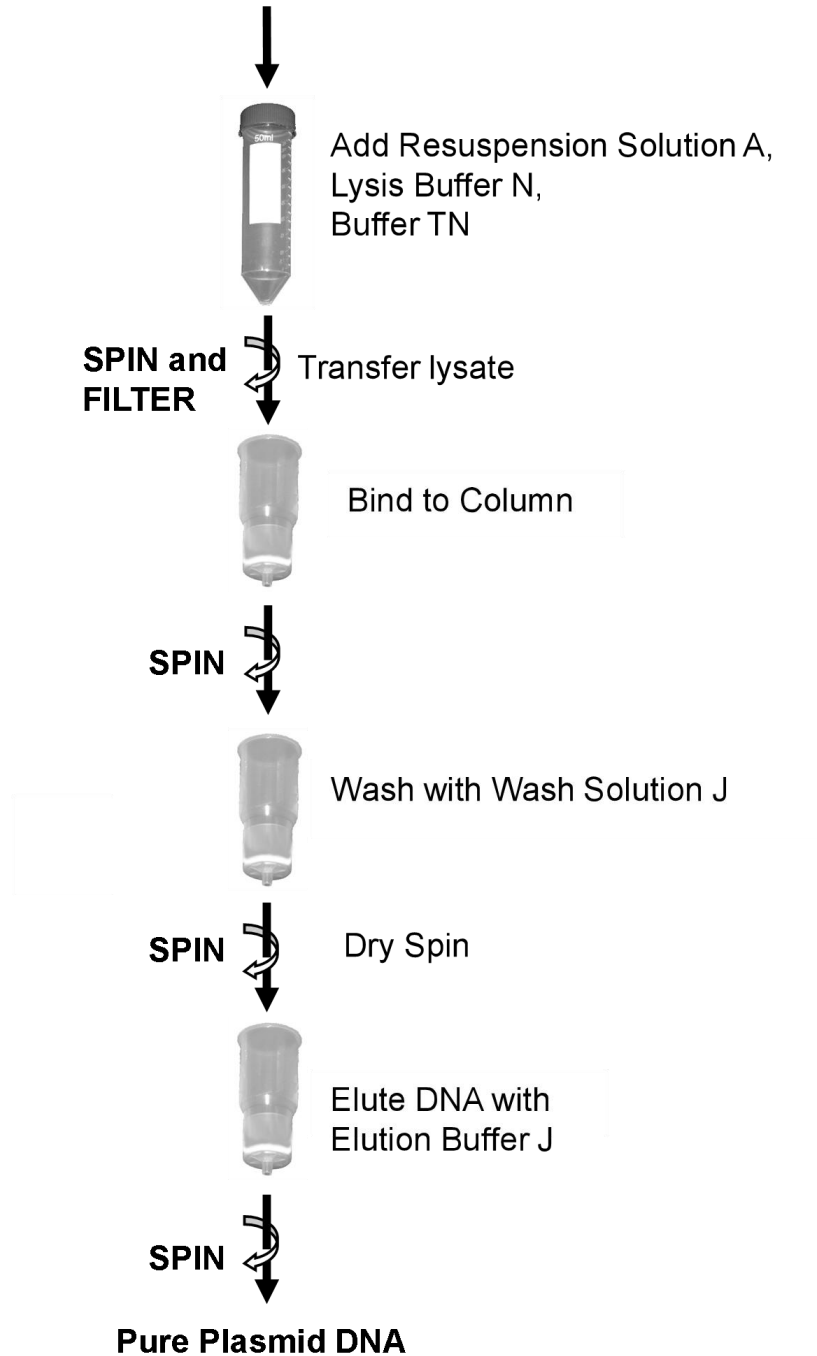 50ml
Add Resuspension Solution A,
Lysis Buffer N,
Buffer TN
SPIN and
FILTER
Transfer lysate
Bind to Column
SPIN
Wash with Wash Solution J
SPIN
Dry Spin
Elute DNA with
Elution Buffer J
SPIN
Pure Plasmid DNA